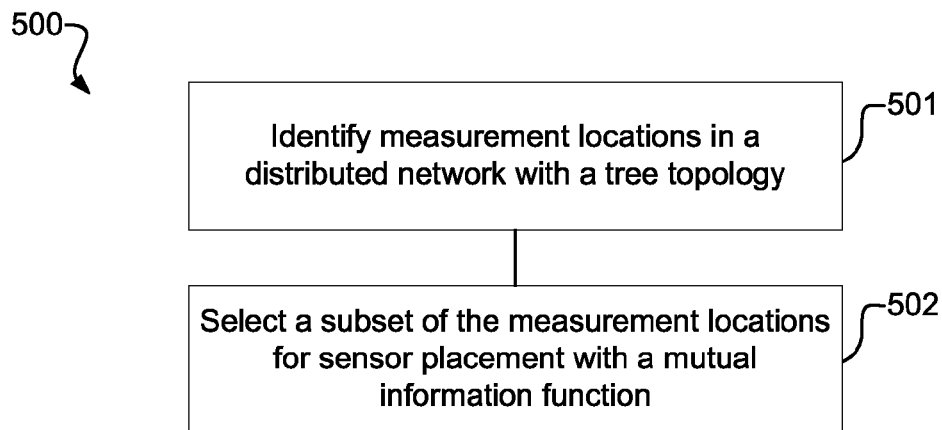 500
501
Identify measurement locations in a
distributed network with a tree topology
502
Select a subset of the measurement locations
for sensor placement with a mutual
information function